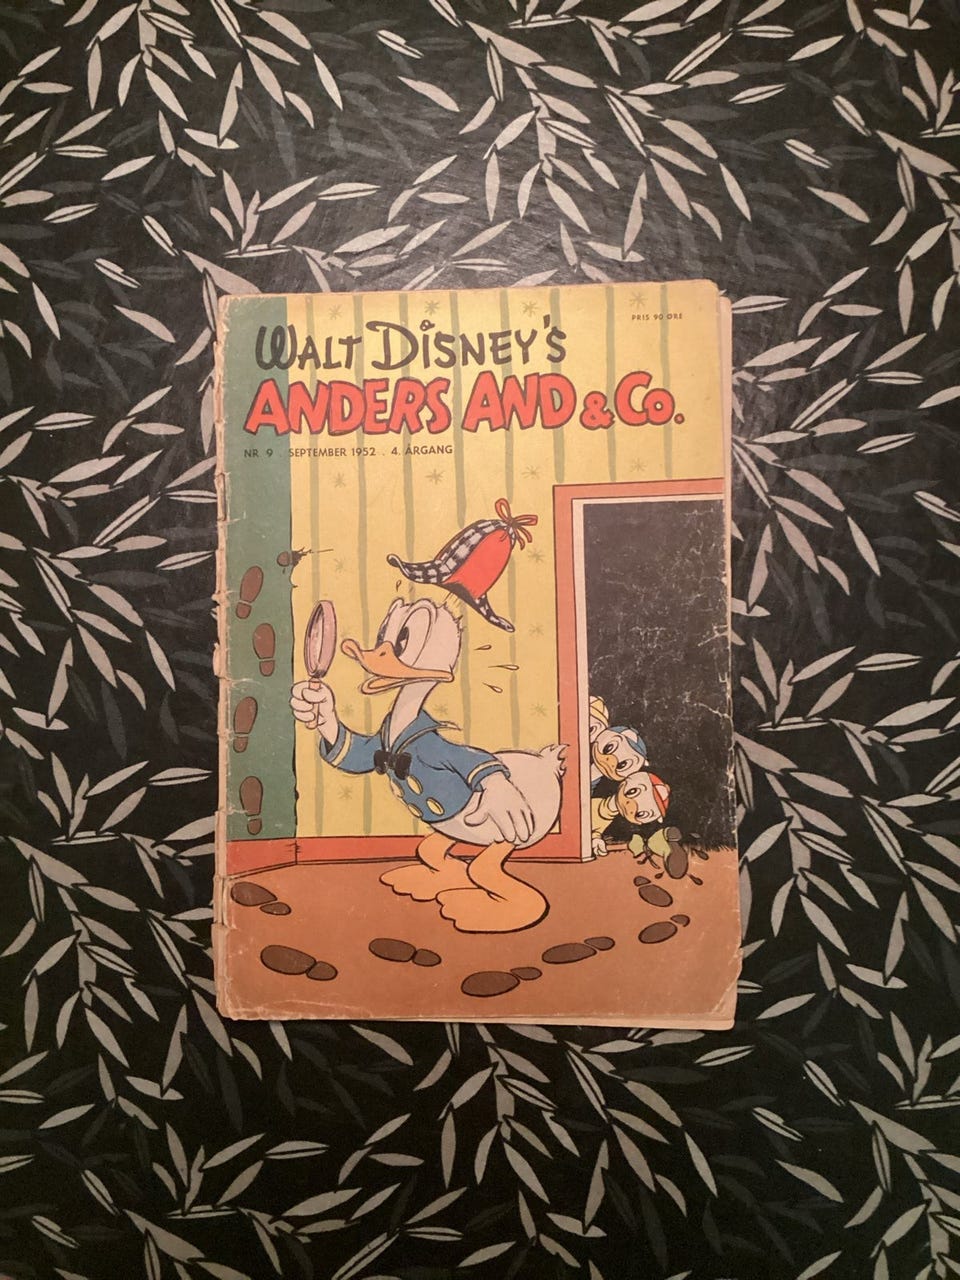 PRIS 90 ØRE
WALT DISNEY'S
ANDERS AND & CO.
NR. 9 . SEPTEMBER 1952 . 4. ÅRGANG